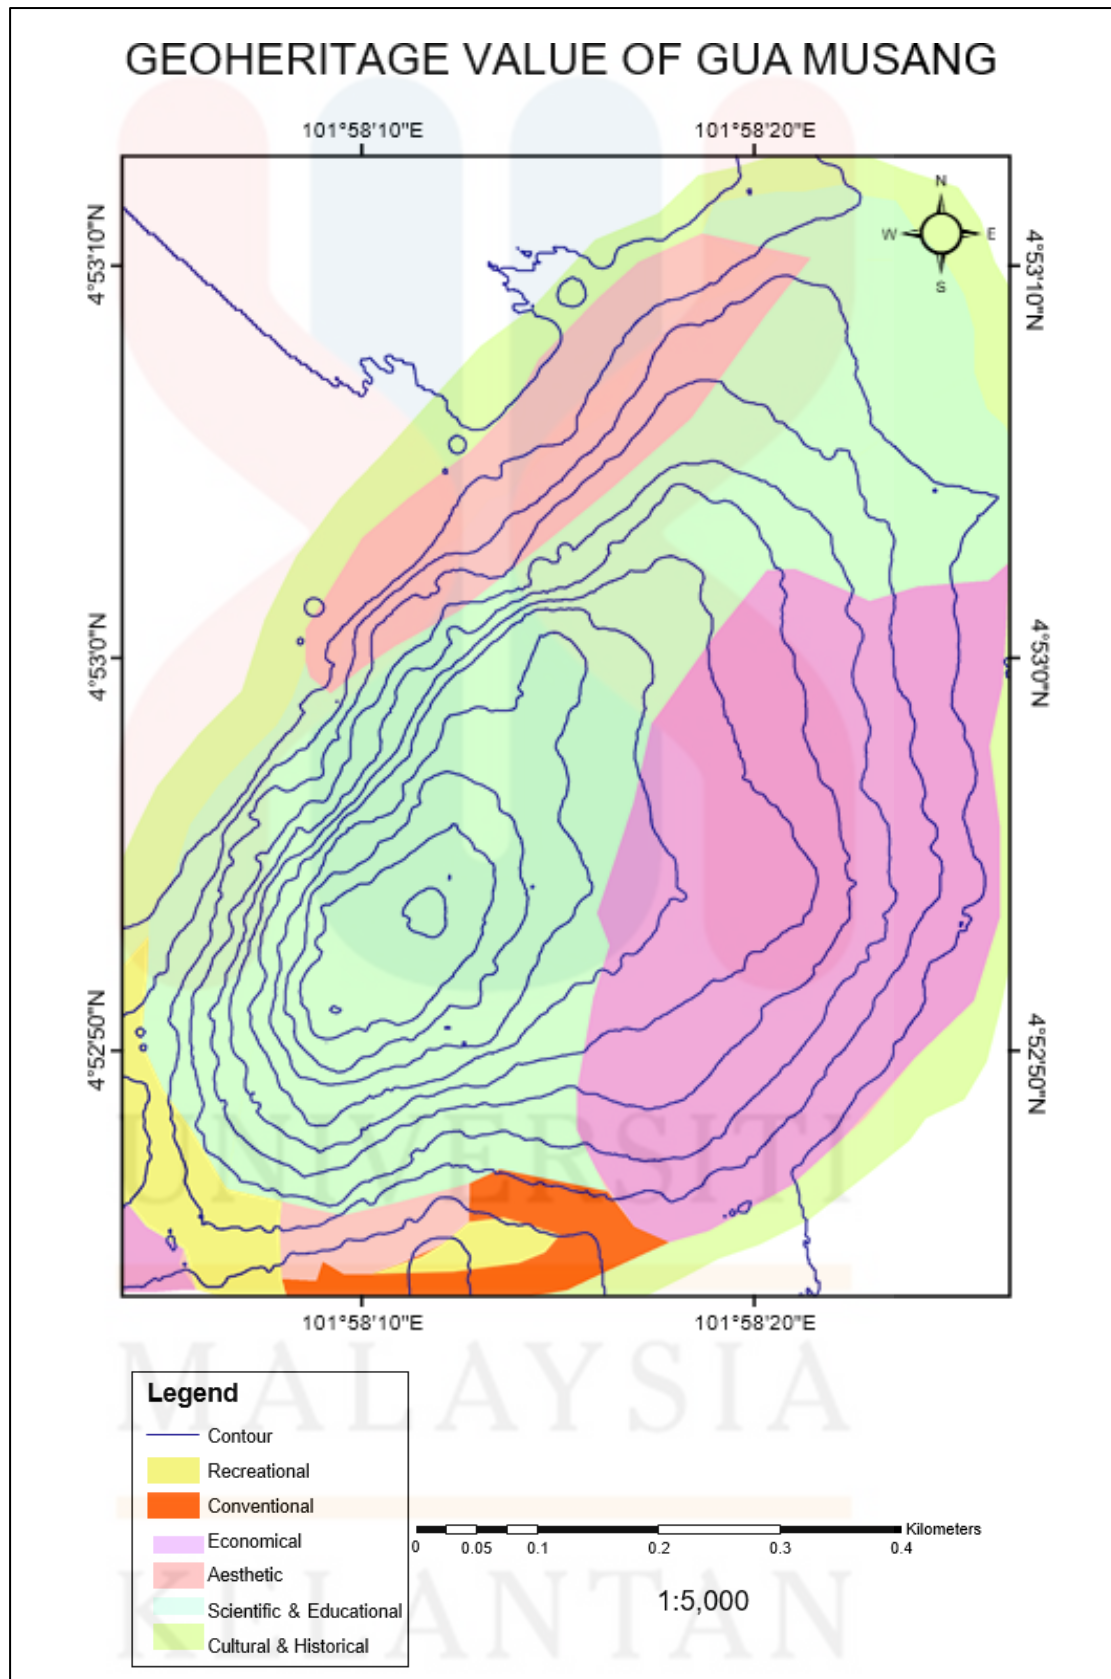 GEOHERITAGE VALUE OF GUA MUSANG
101°58'10"E
101°58'20"E
N
W
E
S
4°53'10"N
4°53'10"N
4°53'0"N
4°53'0"N
4°52'50"N
4°52'50"N
UNIVERSITI
101°58'10"E
101°58'20"E
MALAYSIA
KELANTAN
Legend
Contour
Recreational
Conventional
Economical
Aesthetic
Scientific & Educational
Cultural & Historical
Kilometers
0 0.05 0.1 0.2 0.3 0.4
1:5,000